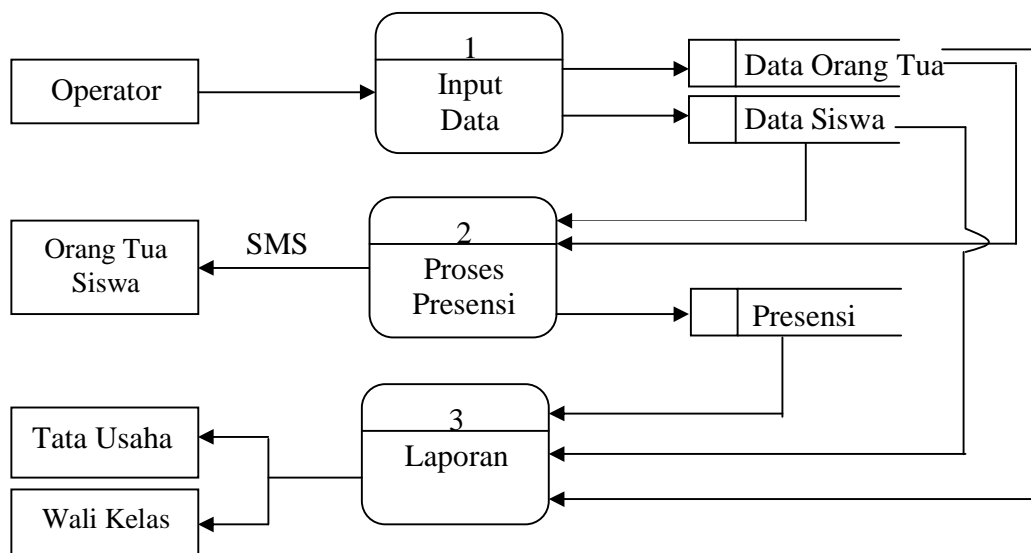 Operator
1
Input
Data
Data Orang Tua
Data Siswa
Orang Tua
Siswa
SMS
2
Proses
Presensi
Presensi
Tata Usaha
Wali Kelas
3
Laporan